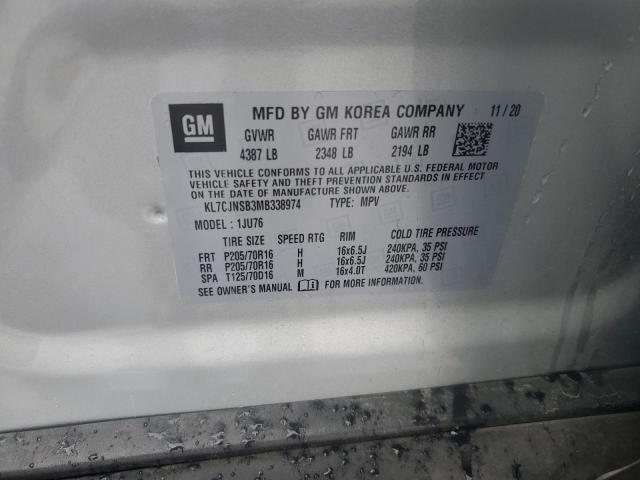 GM MFD BY GM KOREA COMPANY 11/20
GVWR GAWR FRT GAWR RR
4387 LB 2348 LB 2194 LB
THIS VEHICLE CONFORMS TO ALL APPLICABLE U.S. FEDERAL MOTOR
VEHICLE SAFETY AND THEFT PREVENTION STANDARDS IN EFFECT ON
THE DATE OF MANUFACTURE SHOWN ABOVE.
KL7CJNSB3MB338974 TYPE: MPV
MODEL : 1JU76
TIRE SIZE SPEED RTG RIM COLD TIRE PRESSURE
FRT P205/70R16 H 16x6.5J 240KPA, 35 PSI
RR P205/70R16 H 16x6.5J 240KPA, 35 PSI
SPA T125/70D16 M 16x4.0T 420KPA, 60 PSI
SEE OWNER'S MANUAL FOR MORE INFORMATION.